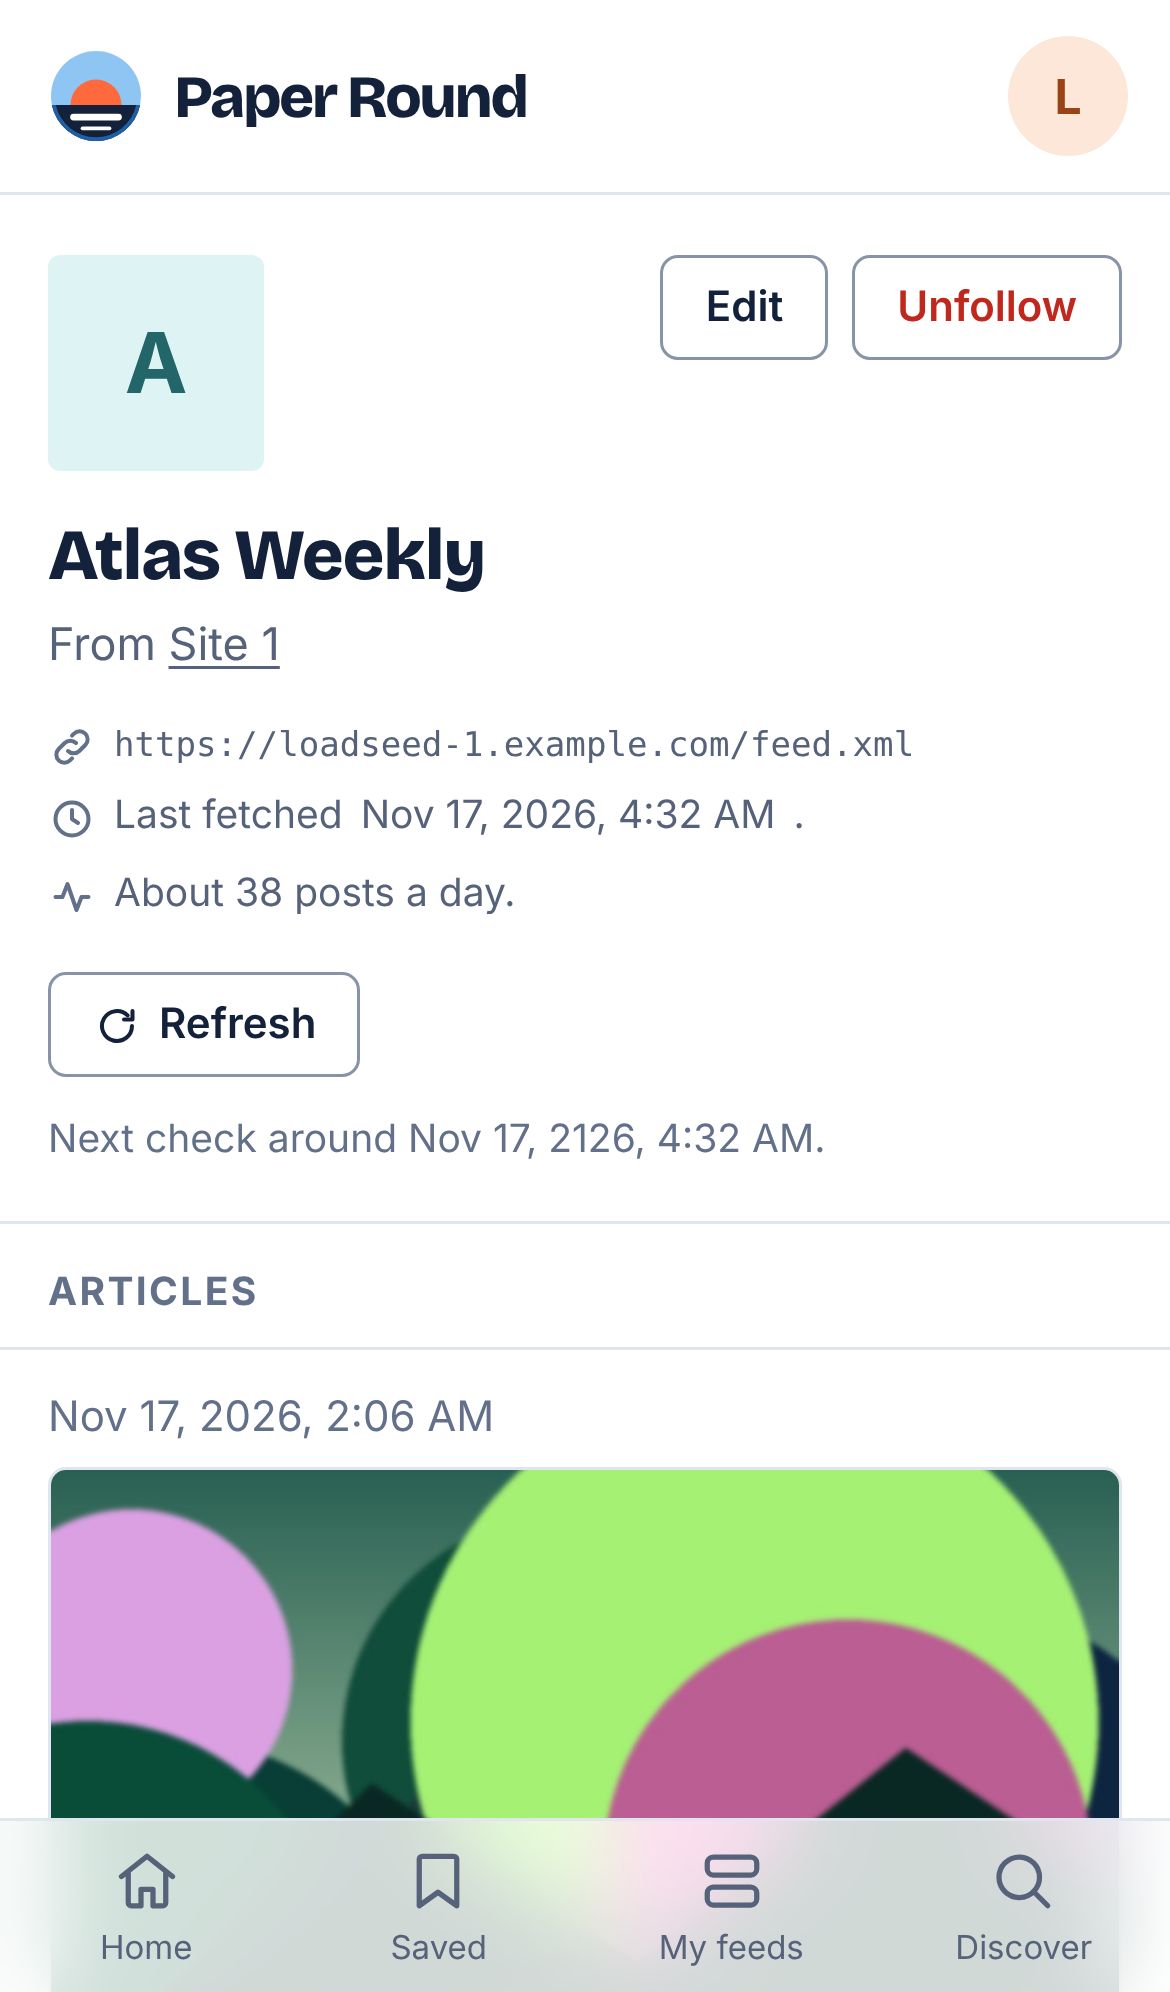 Paper Round
L
A
Edit
Unfollow
Atlas Weekly
From Site 1
https://loadseed-1.example.com/feed.xml
Last fetched Nov 17, 2026, 4:32 AM .
About 38 posts a day.
Refresh
Next check around Nov 17, 2126, 4:32 AM.
ARTICLES
Nov 17, 2026, 2:06 AM
Home
Saved
My feeds
Discover